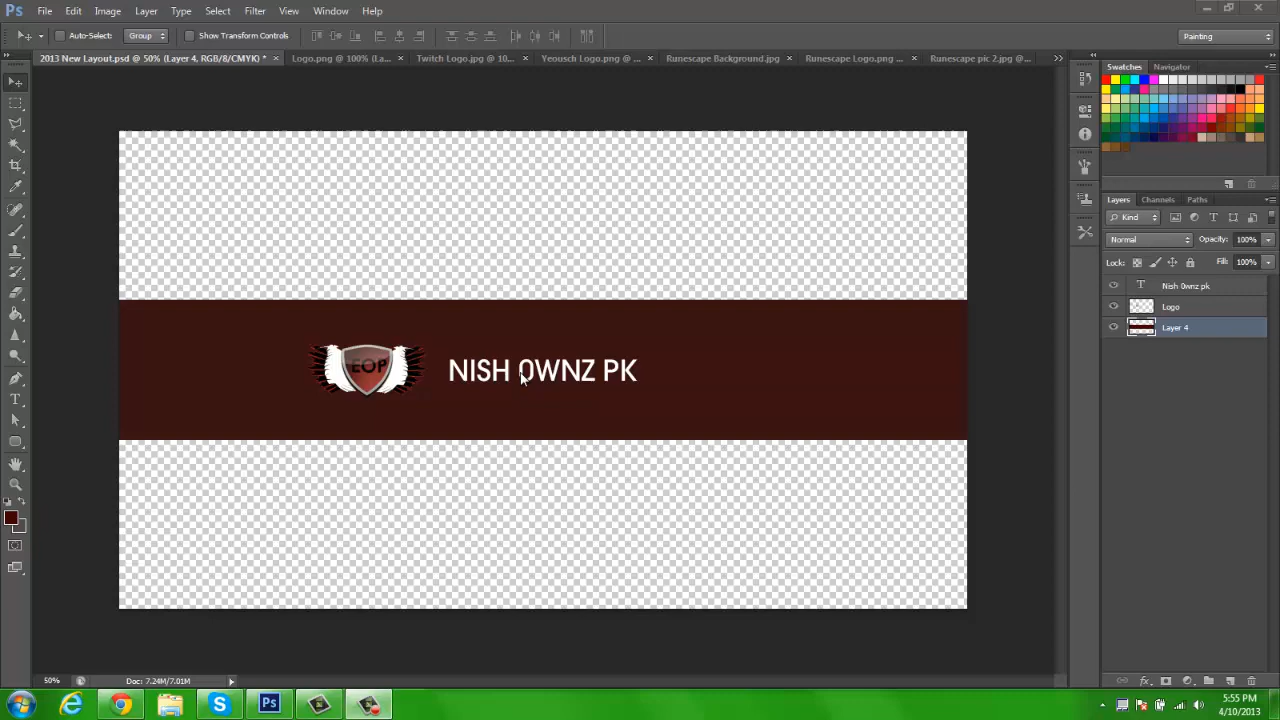 Ps File Edit Image Layer Type Select Filter View Window Help
Auto-Select: Group Show Transform Controls Painting
2013 New Layout.psd @ 50% (Layer 4, RGB/8/CMYK) * × Logo.png @ 100% (La... × Twitch Logo.jpg @ 10... × Yeousch Logo.png @ ... × Runescape Background.jpg × Runescape Logo.png ... × Runescape pic 2.jpg @...
Swatches Navigator
Layers Channels Paths
Kind
Normal Opacity: 100%
Lock: Fill: 100%
T Nish 0wnz pk
Logo
Layer 4
EOP
NISH 0WNZ PK
50% Doc: 7.24M/7.01M
Ps
5:55 PM
4/10/2013